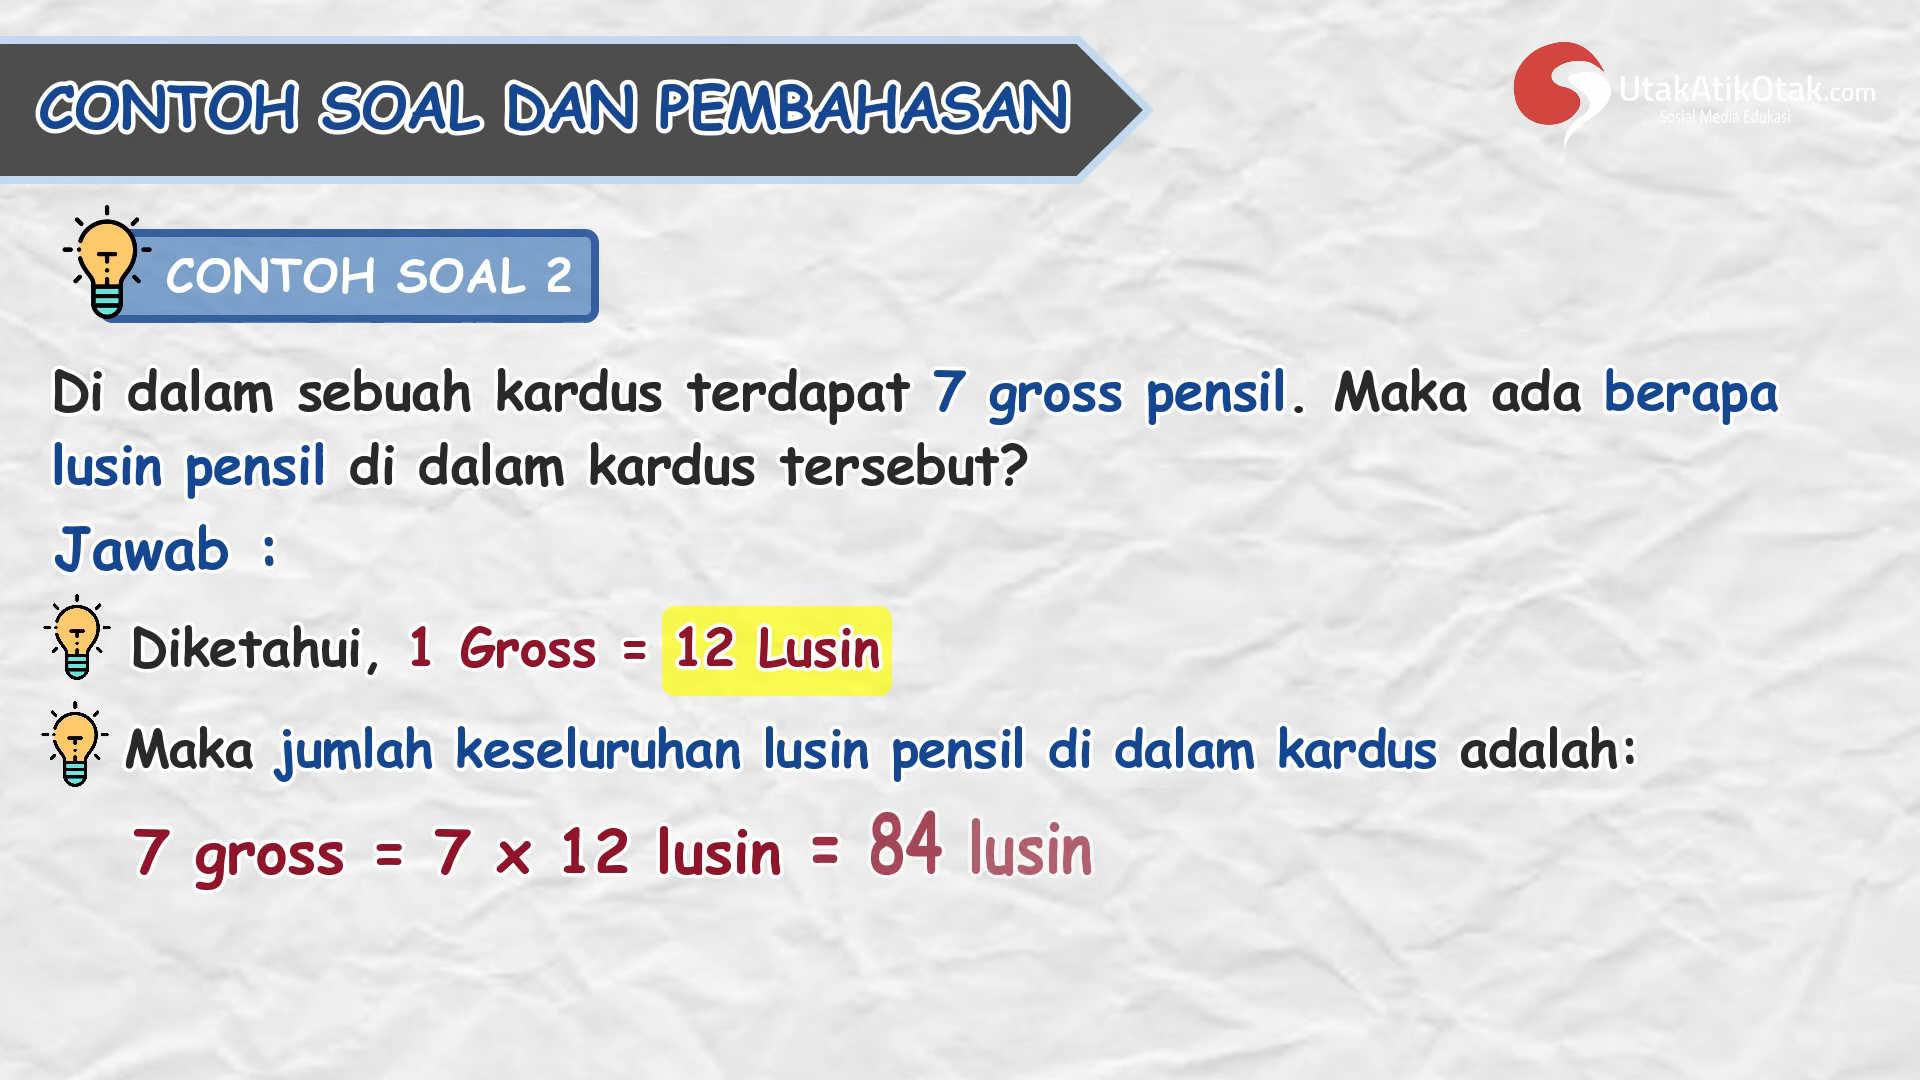 CONTOH SOAL DAN PEMBAHASAN
UtakAtikOtak.com
Sosial Media Edukasi
CONTOH SOAL 2
Di dalam sebuah kardus terdapat 7 gross pensil. Maka ada berapa
lusin pensil di dalam kardus tersebut?
Jawab :
Diketahui, 1 Gross = 12 Lusin
Maka jumlah keseluruhan lusin pensil di dalam kardus adalah:
7 gross = 7 x 12 lusin = 84 lusin